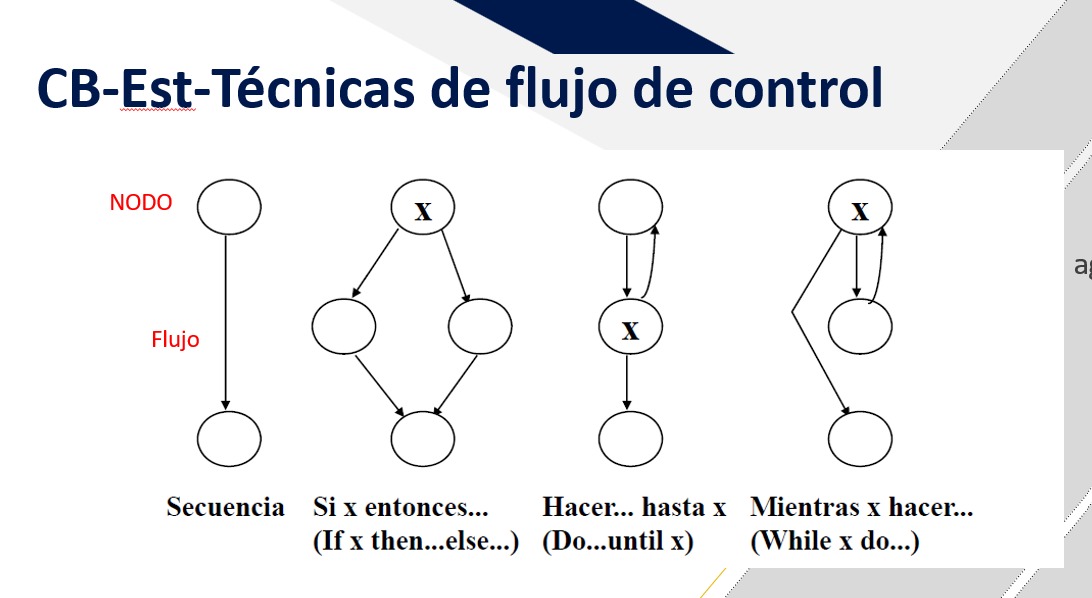 CB-Est-Técnicas de flujo de control
NODO
x
x
Flujo
x
Secuencia
Si x entonces...
(If x then...else...)
Hacer... hasta x
(Do...until x)
Mientras x hacer...
(While x do...)